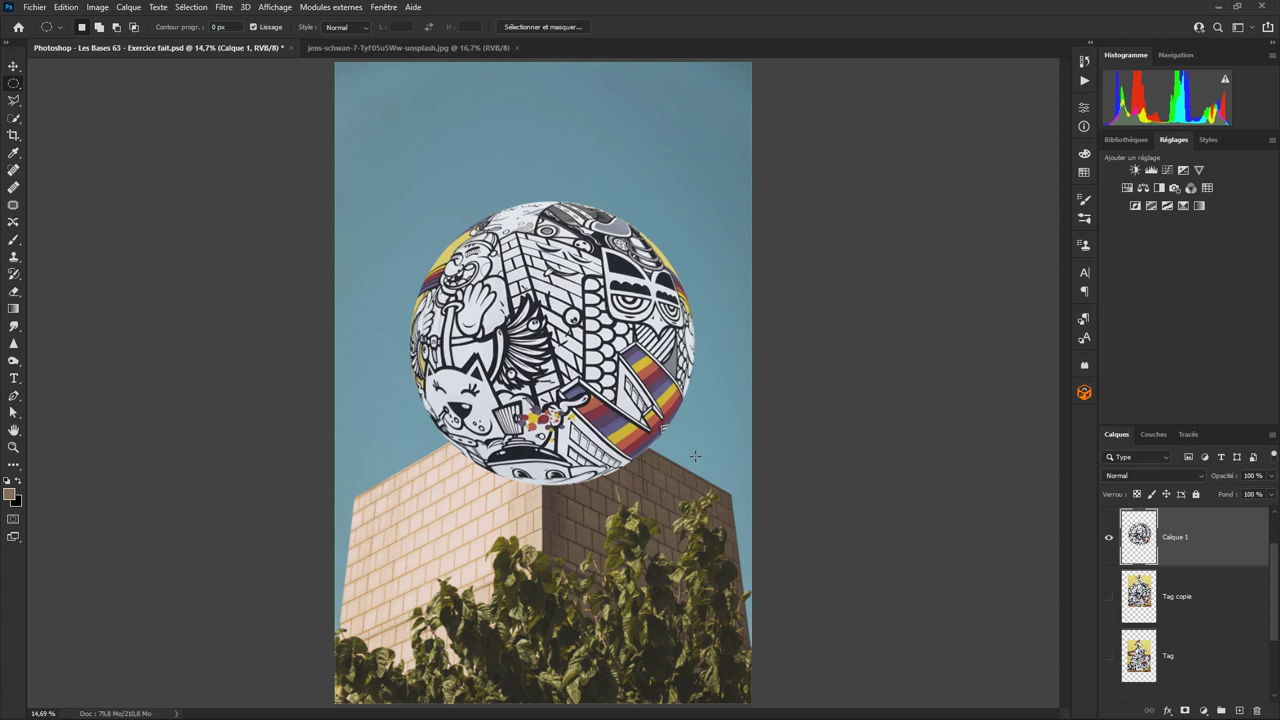 Ps Fichier Edition Image Calque Texte Sélection Filtre 3D Affichage Modules externes Fenêtre Aide
Contour progr. : 0 px Lissage Style : Normal L : H : Sélectionner et masquer...
Photoshop - Les Bases 63 - Exercice fait.psd @ 14,7% (Calque 1, RVB/8) * × jens-schwan-7-TyF05u5Ww-unsplash.jpg @ 16,7% (RVB/8) ×
Histogramme Navigation
Bibliothèques Réglages Styles
Ajouter un réglage
Calques Couches Tracés
Type
Normal Opacité : 100 %
Verrou : Fond : 100 %
Calque 1
Tag copie
Tag
14,69 % Doc : 79,8 Mo/210,8 Mo